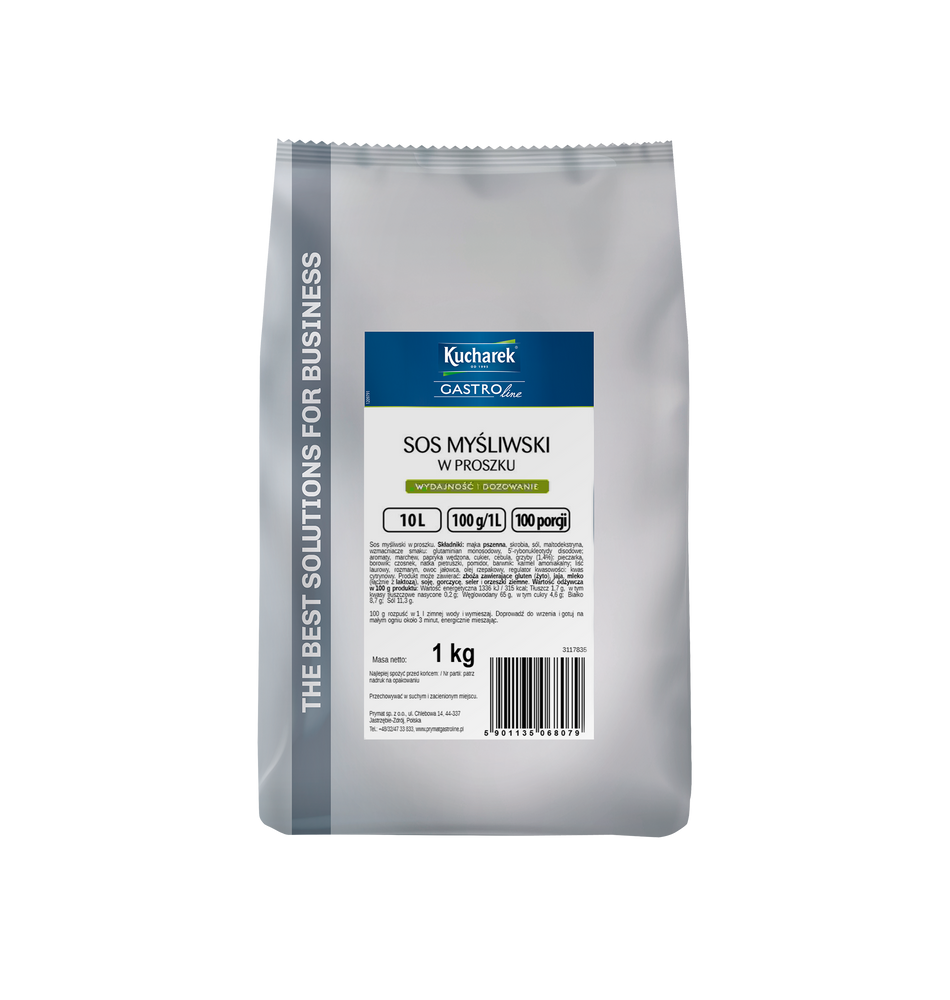 THE BEST SOLUTIONS FOR BUSINESS
Kucharek
OD 1995
GASTRO line
SOS MYŚLIWSKI
W PROSZKU
WYDAJNOŚĆ I DOZOWANIE
10 L 100 g/1L 100 porcji
Sos myśliwski w proszku. Składniki: mąka pszenna, skrobia, sól, maltodekstryna,
wzmacniacze smaku: glutaminian monosodowy, 5'-rybonukleotydy disodowe;
aromaty, marchew, papryka wędzona, cukier, cebula, grzyby (1,4%): pieczarka,
borowik; czosnek, natka pietruszki, pomidor, barwnik: karmel amoniakalny; liść
laurowy, rozmaryn, owoc jałowca, olej rzepakowy, regulator kwasowości: kwas
cytrynowy. Produkt może zawierać: zboża zawierające gluten (żyto), jaja, mleko
(łącznie z laktozą), soję, gorczycę, seler i orzeszki ziemne. Wartość odżywcza
w 100 g produktu: Wartość energetyczna 1336 kJ / 315 kcal; Tłuszcz 1,7 g, w tym
kwasy tłuszczowe nasycone 0,2 g; Węglowodany 65 g, w tym cukry 4,6 g; Białko
8,7 g; Sól 11,3 g.
100 g rozpuść w 1 l zimnej wody i wymieszaj. Doprowadź do wrzenia i gotuj na
małym ogniu około 3 minut, energicznie mieszając.
Masa netto: 1 kg
3117835
Najlepiej spożyć przed końcem: / Nr partii: patrz
nadruk na opakowaniu
Przechowywać w suchym i zacienionym miejscu.
Prymat sp. z o.o., ul. Chlebowa 14, 44-337
Jastrzębie-Zdrój, Polska
Tel.: +48/32/47 33 833, www.prymatgastroline.pl
5 901135 068079